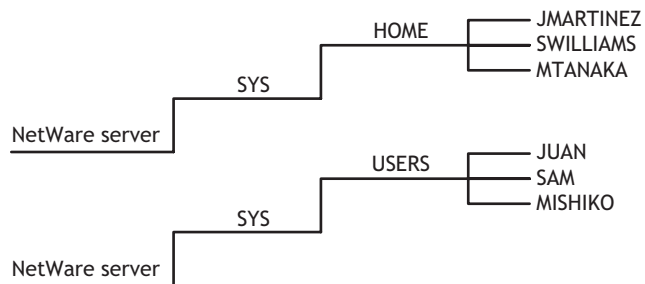 HOME
JMARTINEZ
SWILLIAMS
MTANAKA
SYS
NetWare server
USERS
JUAN
SAM
MISHIKO
SYS
NetWare server